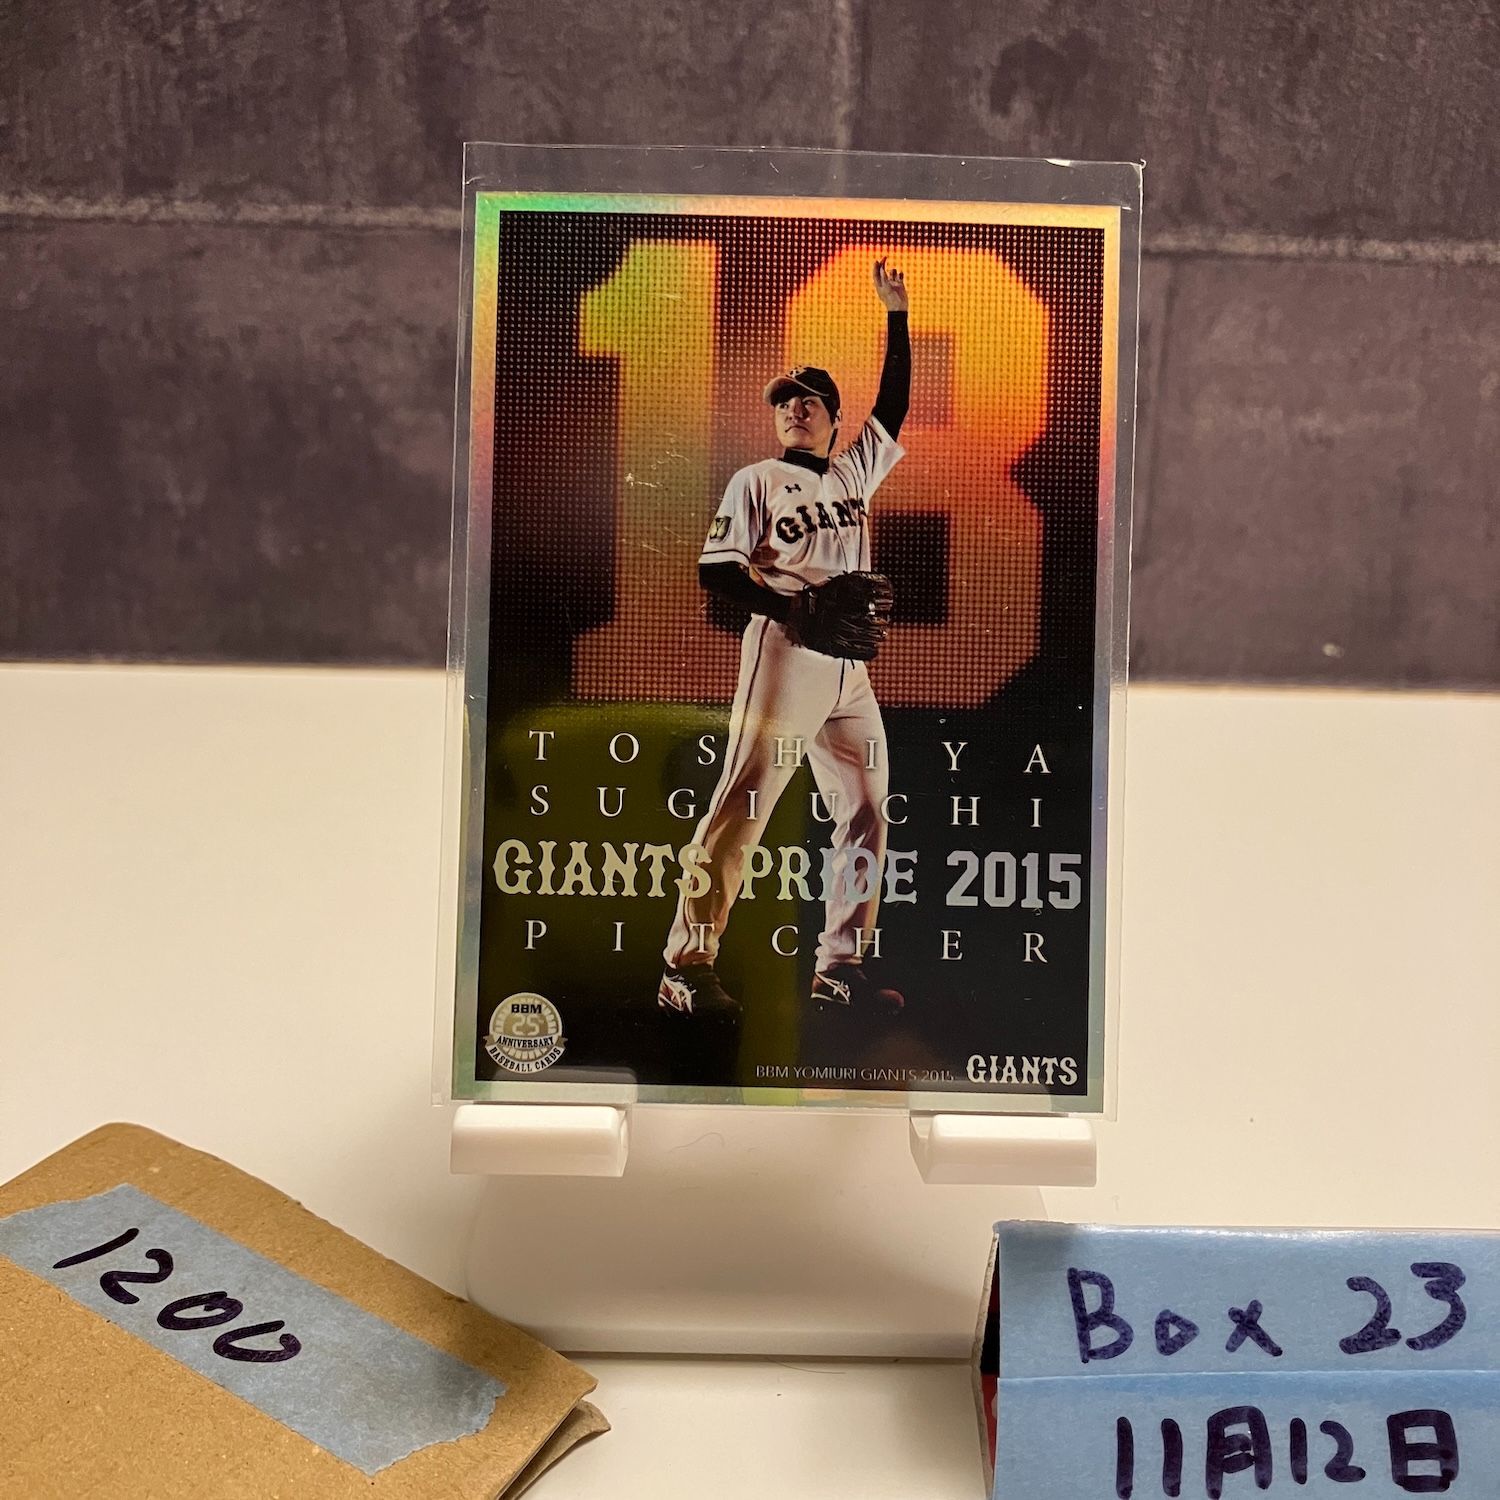 18
GIANTS
TOSHIYA
SUGIUCHI
GIANTS PRIDE 2015
PITCHER
BBM
25th
ANNIVERSARY
BASEBALL CARDS
BBM YOMIURI GIANTS 2015
GIANTS
1200
Box 23
11月12日